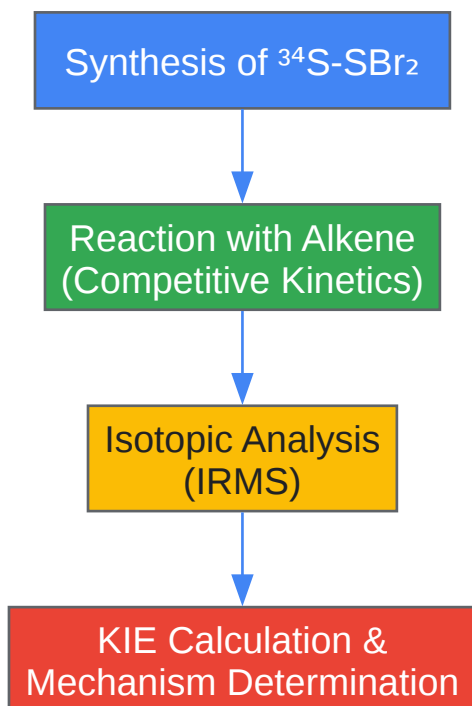 Synthesis of ³⁴S-SBr₂
Reaction with Alkene
(Competitive Kinetics)
Isotopic Analysis
(IRMS)
KIE Calculation &
Mechanism Determination